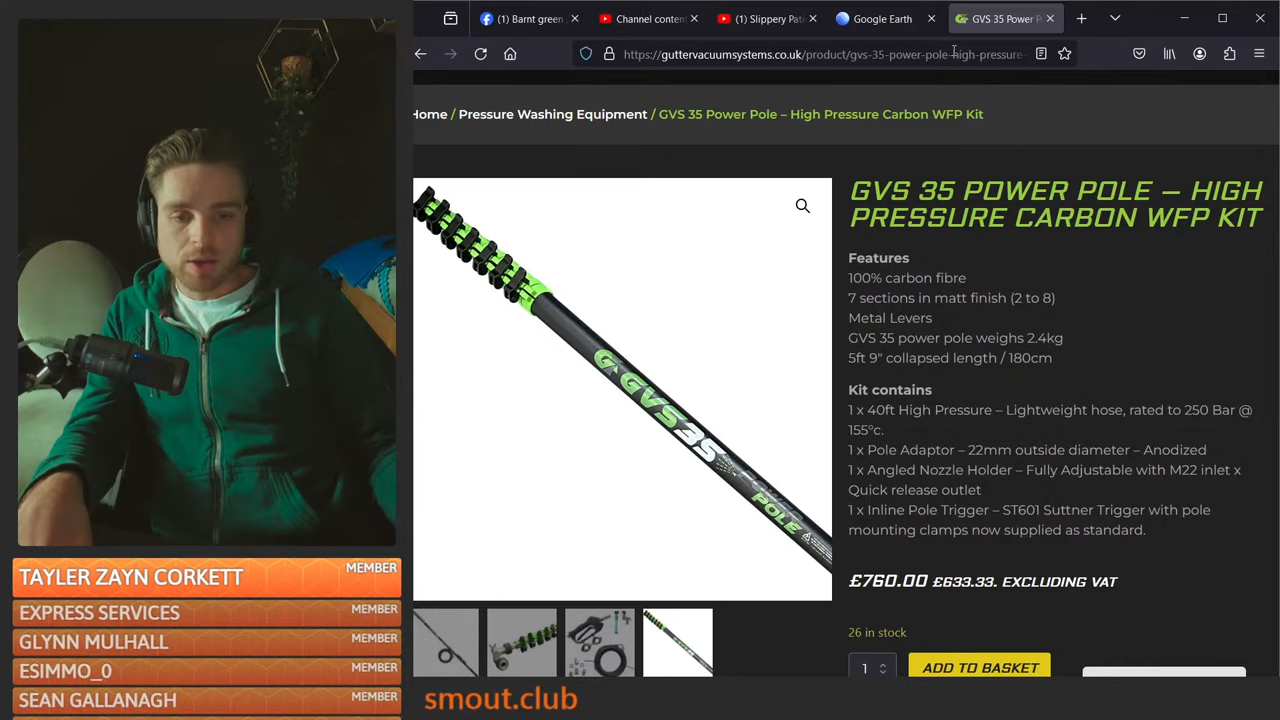 (1) Barnt green
Channel conten
(1) Slippery Pati
Google Earth
GVS 35 Power P
https://guttervacuumsystems.co.uk/product/gvs-35-power-pole-high-pressure-
Home / Pressure Washing Equipment / GVS 35 Power Pole – High Pressure Carbon WFP Kit
GVS 35 POWER POLE – HIGH
PRESSURE CARBON WFP KIT
Features
100% carbon fibre
7 sections in matt finish (2 to 8)
Metal Levers
GVS 35 power pole weighs 2.4kg
5ft 9" collapsed length / 180cm
Kit contains
1 x 40ft High Pressure – Lightweight hose, rated to 250 Bar @
155°c.
1 x Pole Adaptor – 22mm outside diameter – Anodized
1 x Angled Nozzle Holder – Fully Adjustable with M22 inlet x
Quick release outlet
1 x Inline Pole Trigger – ST601 Suttner Trigger with pole
mounting clamps now supplied as standard.
£760.00 £633.33. EXCLUDING VAT
26 in stock
1
ADD TO BASKET
GVS35
POWER
POLE
TAYLER ZAYN CORKETT MEMBER
EXPRESS SERVICES MEMBER
GLYNN MULHALL MEMBER
ESIMMO_0 MEMBER
SEAN GALLANAGH MEMBER
smout.club